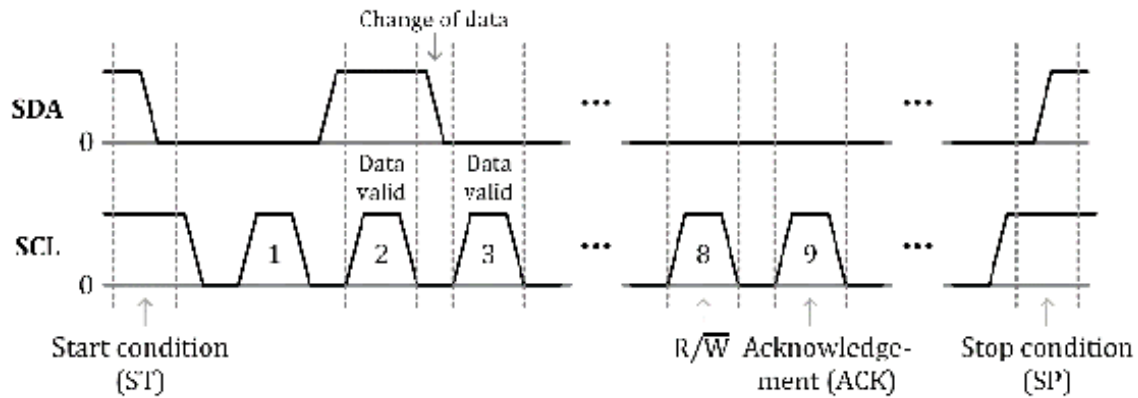 Change of data
SDA
0
...
...
Data valid
Data valid
SCL
0
1
2
3
...
8
9
...
Start condition (ST)
R/W̅
Acknowledge-
ment (ACK)
Stop condition (SP)